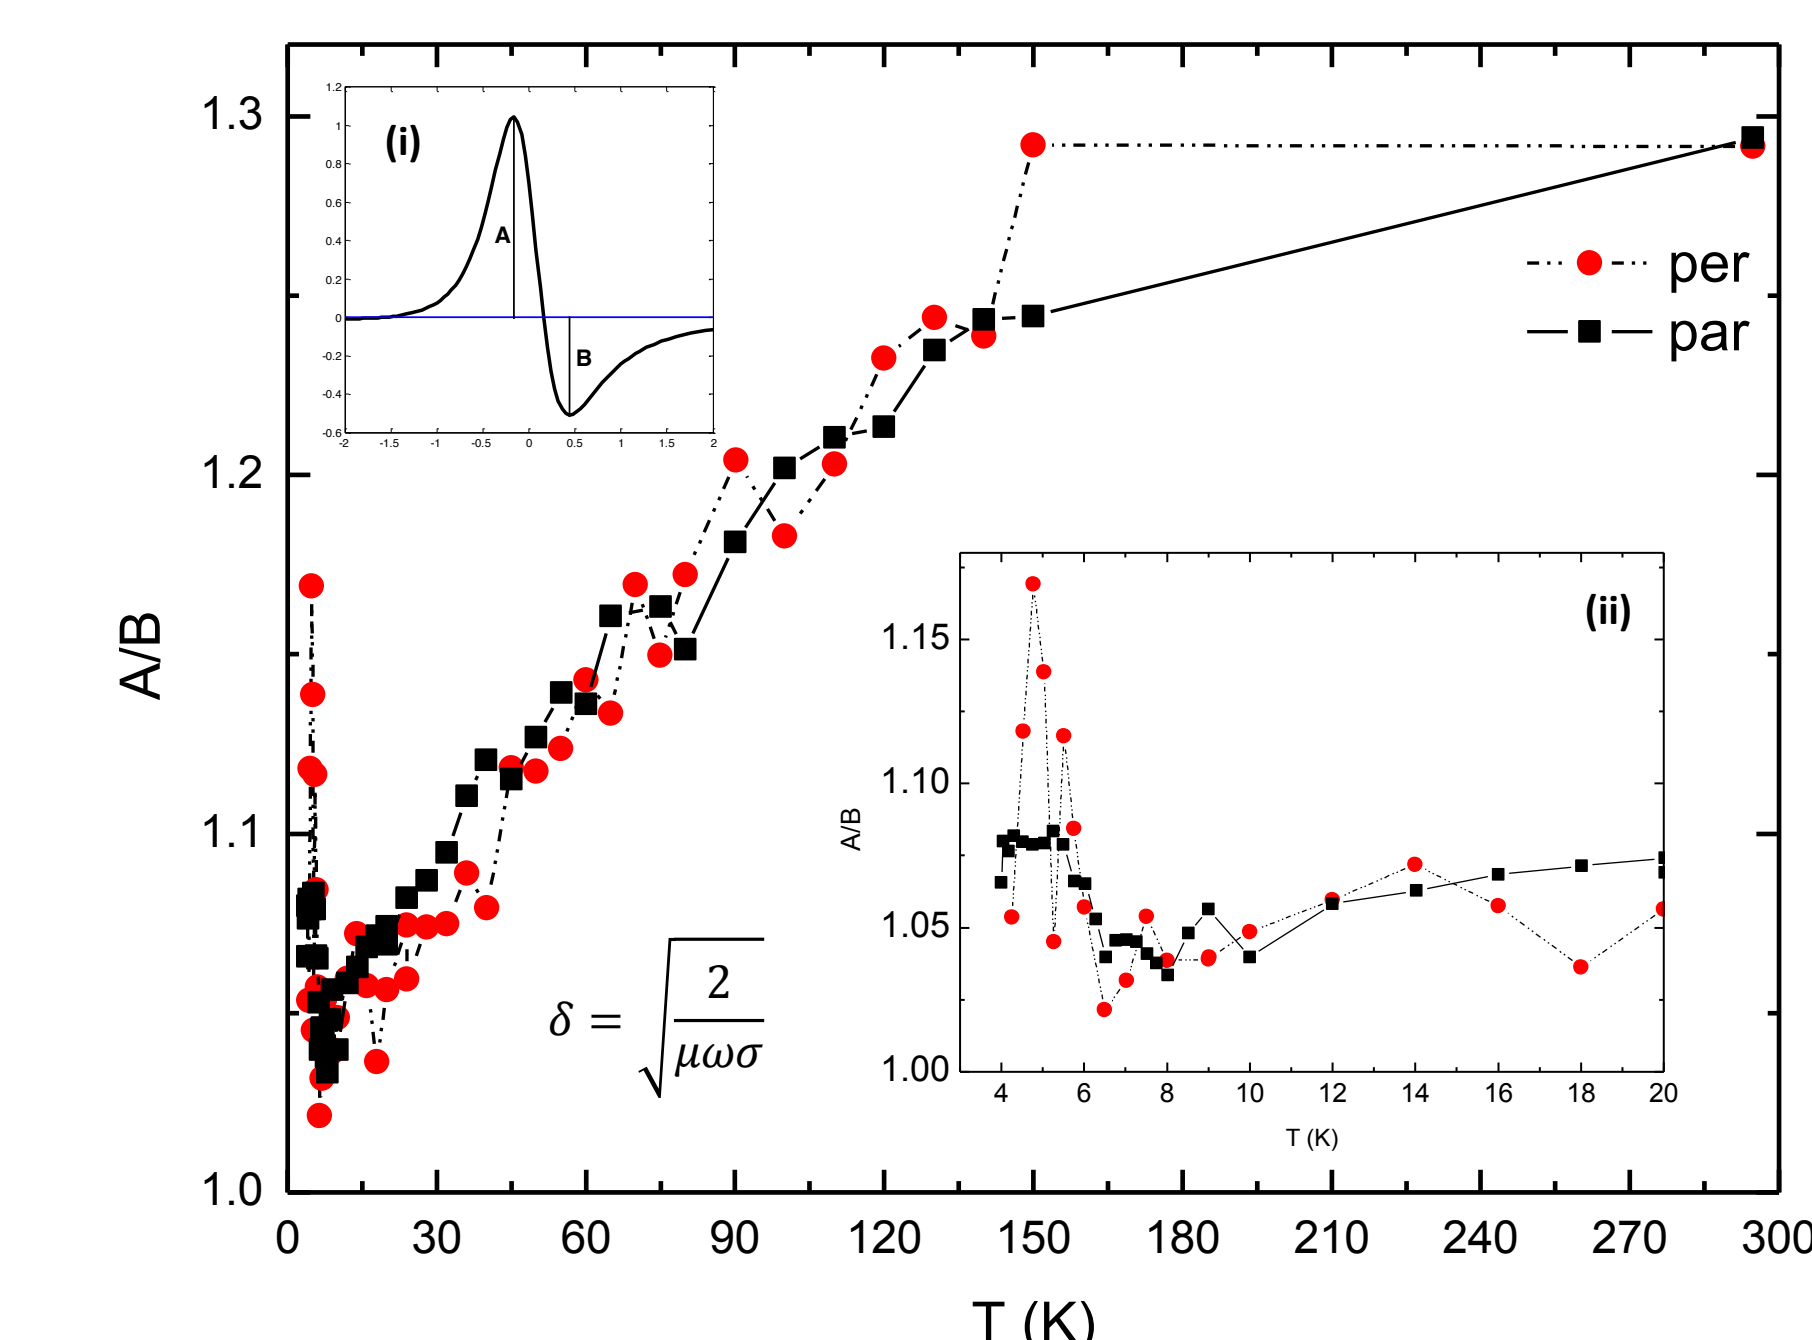 1.3
1.2
1.1
1.0
A/B
0 30 60 90 120 150 180 210 240 270 300
T (K)
per
par
(i)
1.2
1
0.8
0.6
0.4
0.2
0
-0.2
-0.4
-0.6
-2 -1.5 -1 -0.5 0 0.5 1 1.5 2
A
B
δ = √(2/μωσ)
(ii)
1.15
1.10
1.05
1.00
A/B
4 6 8 10 12 14 16 18 20
T (K)